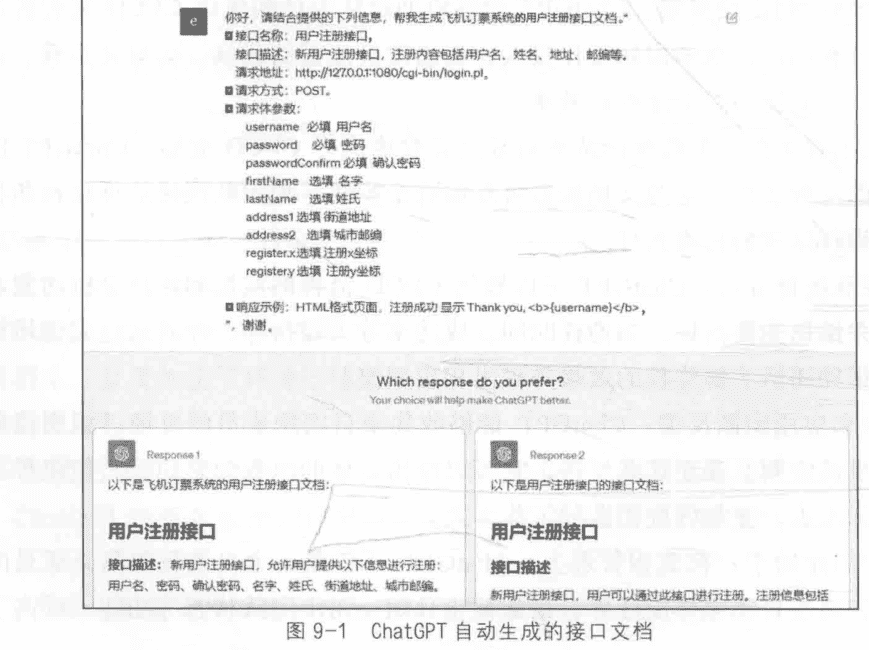 e
你好，请结合提供的下列信息，帮我生成飞机订票系统的用户注册接口文档。“
接口名称：用户注册接口，
接口描述：新用户注册接口，注册内容包括用户名、姓名、地址、邮编等。
请求地址：http://127.0.0.1:1080/cgi-bin/login.pl。
请求方式：POST。
请求体参数：
username 必填 用户名
password 必填 密码
passwordConfirm 必填 确认密码
firstName 选填 名字
lastName 选填 姓氏
address1 选填 街道地址
address2 选填 城市邮编
register.x 选填 注册x坐标
register.y 选填 注册y坐标
响应示例：HTML格式页面，注册成功 显示 Thank you, <b>{username}</b>，
”，谢谢。
Which response do you prefer?
Your choice will help make ChatGPT better.
Response 1
以下是飞机订票系统的用户注册接口文档：
用户注册接口
接口描述：新用户注册接口，允许用户提供以下信息进行注册：
用户名、密码、确认密码、名字、姓氏、街道地址、城市邮编。
Response 2
以下是用户注册接口的接口文档：
用户注册接口
接口描述
新用户注册接口，用户可以通过此接口进行注册。注册信息包括
图 9-1 ChatGPT 自动生成的接口文档